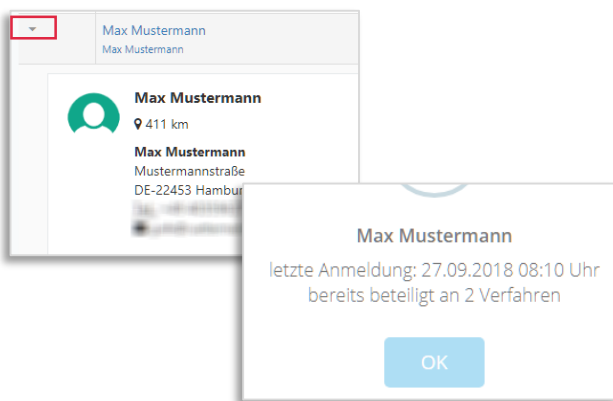 Max Mustermann
Max Mustermann
Max Mustermann
411 km
Max Mustermann
Mustermannstraße
DE-22453
Max Mustermann
letzte Anmeldung: 27.09.2018 08:10 Uhr
bereits beteiligt an 2 Verfahren
OK